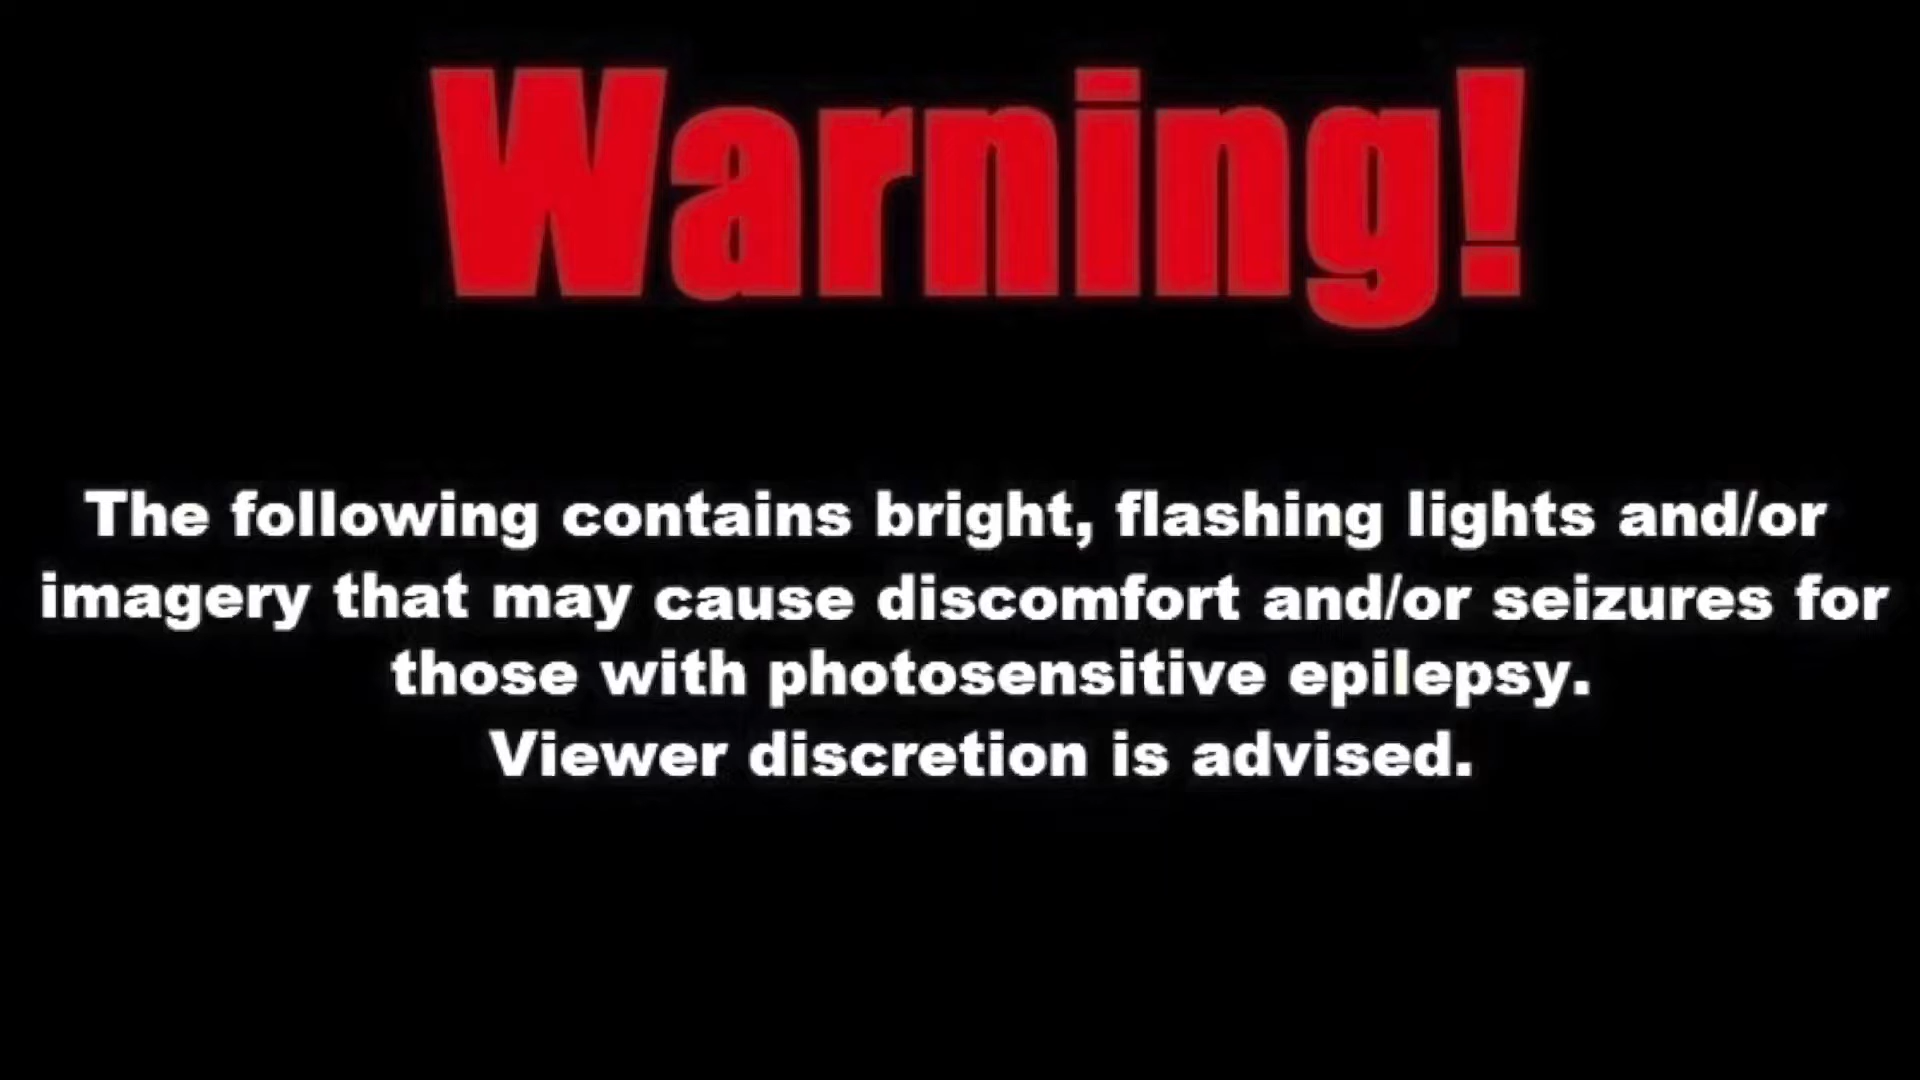 Warning!
The following contains bright, flashing lights and/or
imagery that may cause discomfort and/or seizures for
those with photosensitive epilepsy.
Viewer discretion is advised.